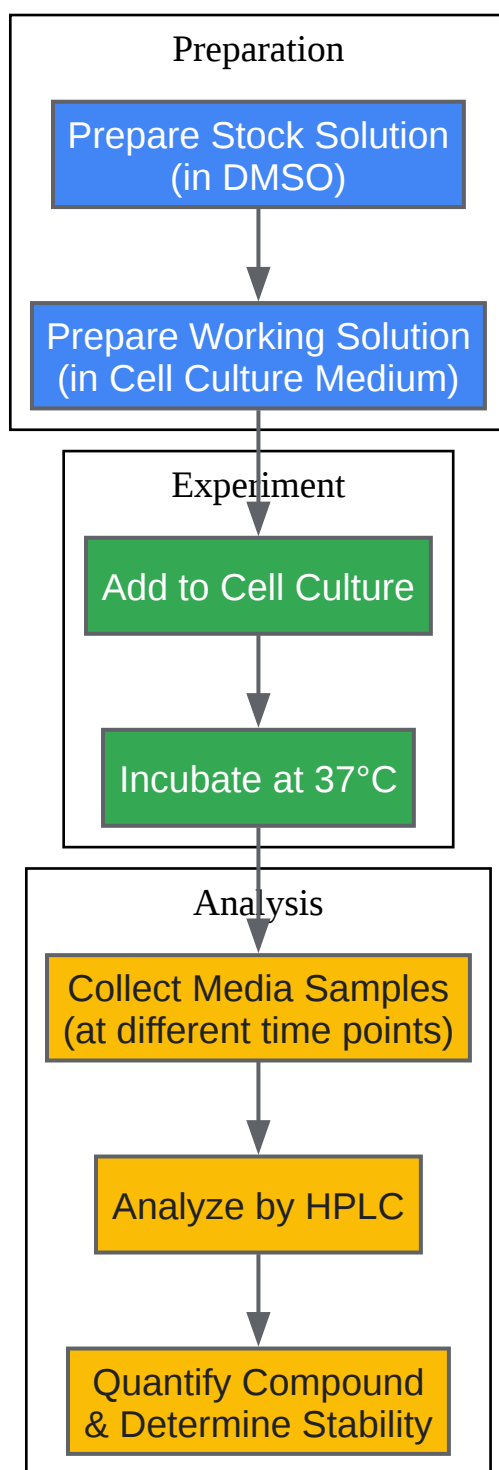 Preparation
Prepare Stock Solution
(in DMSO)
Prepare Working Solution
(in Cell Culture Medium)
Experiment
Add to Cell Culture
Incubate at 37°C
Analysis
Collect Media Samples
(at different time points)
Analyze by HPLC
Quantify Compound
& Determine Stability